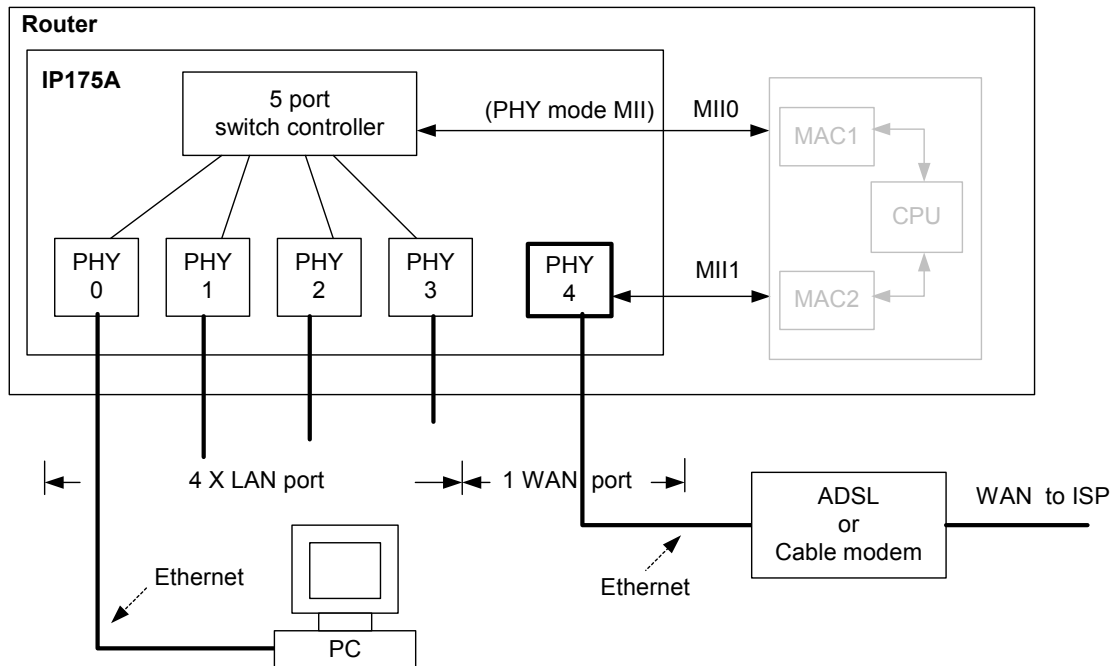 Router
IP175A
5 port
switch controller
(PHY mode MII)
MII0
MAC1
CPU
MAC2
PHY
0
PHY
1
PHY
2
PHY
3
PHY
4
MII1
4 X LAN port
1 WAN port
ADSL
or
Cable modem
WAN to ISP
Ethernet
Ethernet
PC